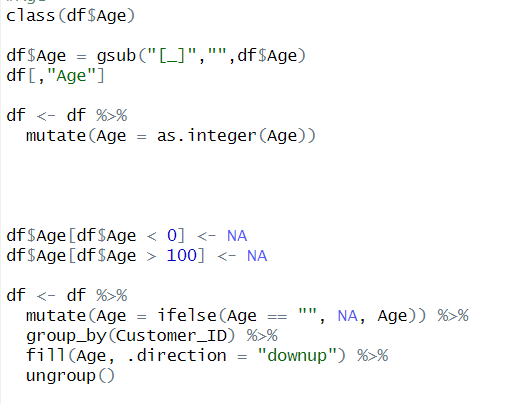 class(df$Age)
df$Age = gsub("[_]","",df$Age)
df[,"Age"]
df <- df %>%
mutate(Age = as.integer(Age))
df$Age[df$Age < 0] <- NA
df$Age[df$Age > 100] <- NA
df <- df %>%
mutate(Age = ifelse(Age == "", NA, Age)) %>%
group_by(Customer_ID) %>%
fill(Age, .direction = "downup") %>%
ungroup()